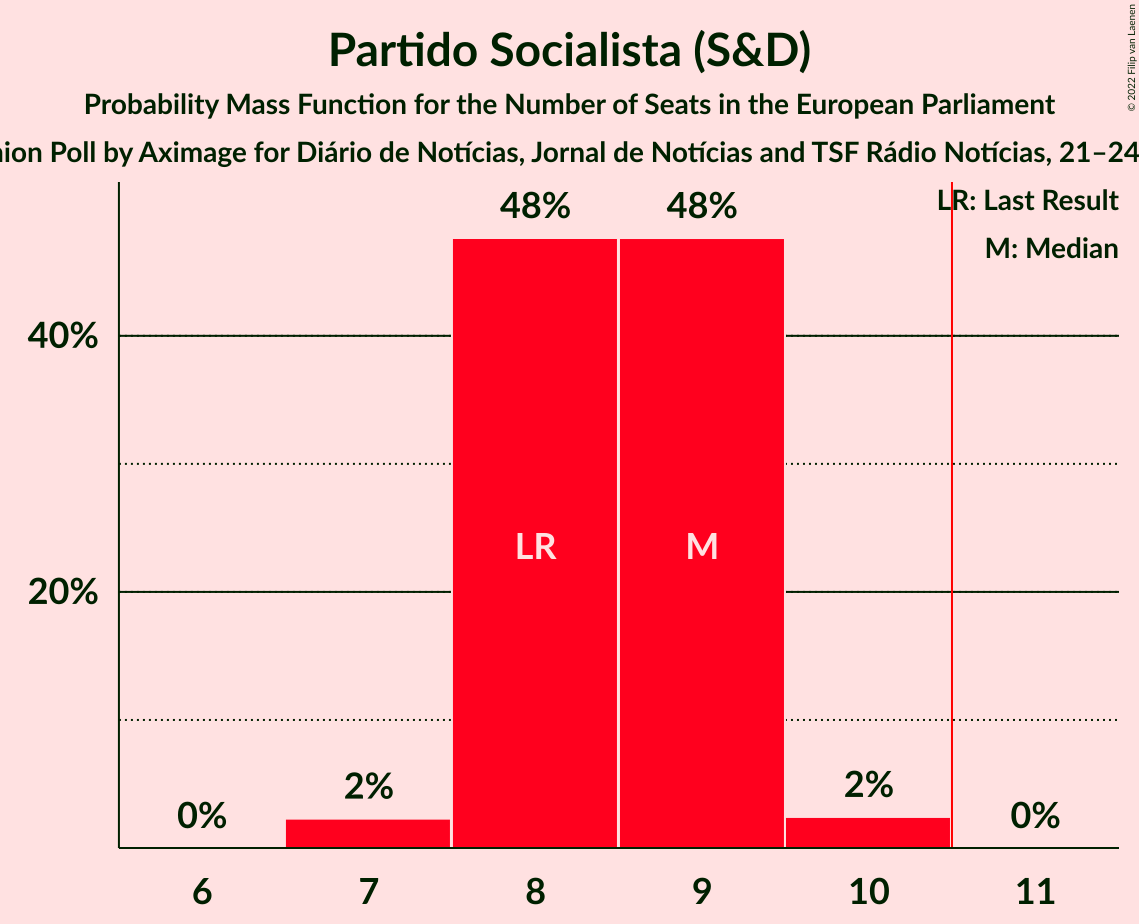 Partido Socialista (S&D)
Probability Mass Function for the Number of Seats in the European Parliament
Poll by Aximage for Diário de Notícias, Jornal de Notícias and TSF Rádio Notícias, 21–24
© 2022 Filip van Laenen
LR: Last Result
M: Median
48% 48%
40%
LR M
20%
2% 2%
0% 0%
6 7 8 9 10 11